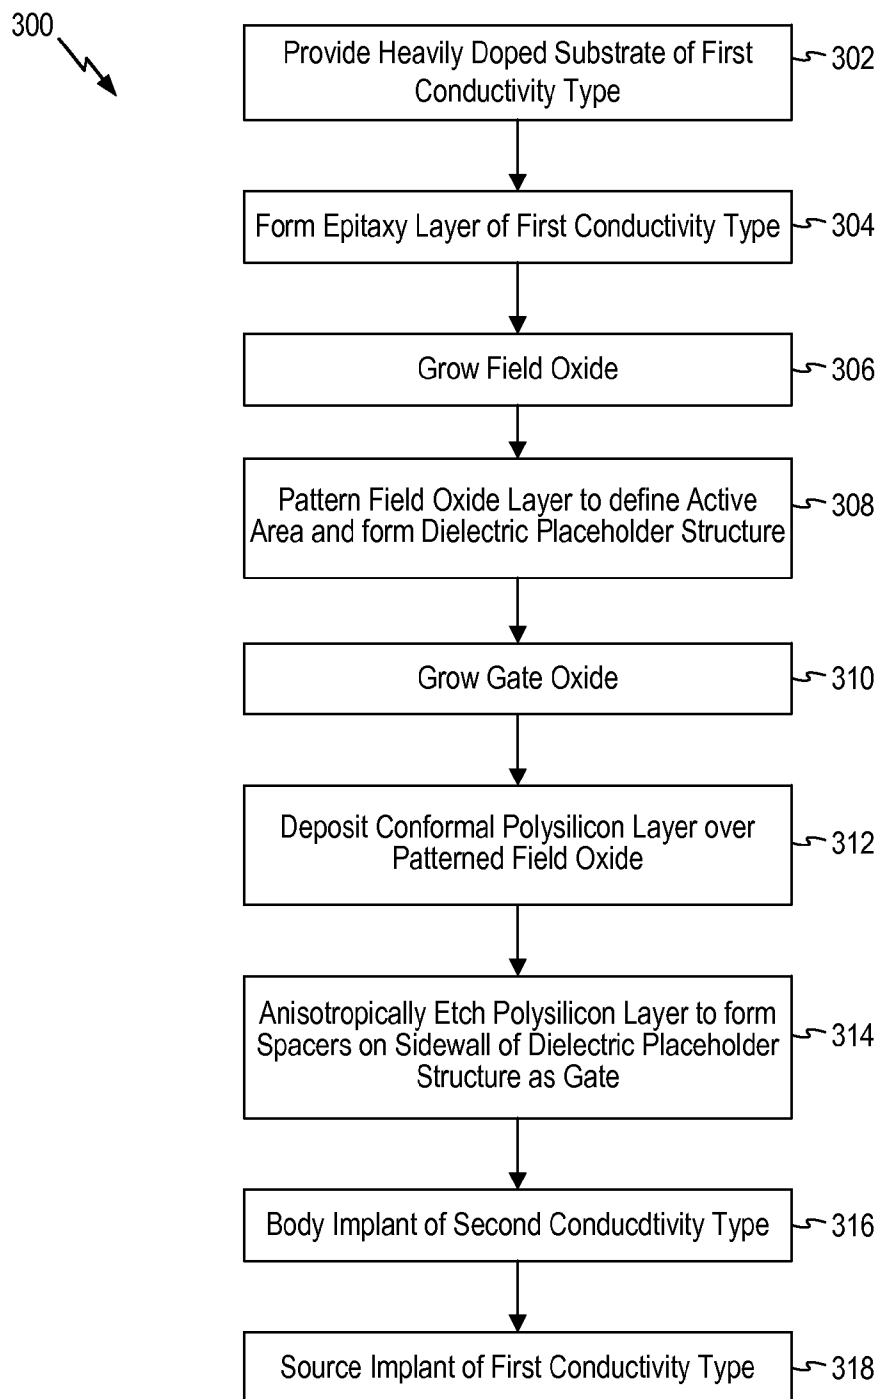 300
Provide Heavily Doped Substrate of First
Conductivity Type
302
Form Epitaxy Layer of First Conductivity Type
304
Grow Field Oxide
306
Pattern Field Oxide Layer to define Active
Area and form Dielectric Placeholder Structure
308
Grow Gate Oxide
310
Deposit Conformal Polysilicon Layer over
Patterned Field Oxide
312
Anisotropically Etch Polysilicon Layer to form
Spacers on Sidewall of Dielectric Placeholder
Structure as Gate
314
Body Implant of Second Conducdtivity Type
316
Source Implant of First Conductivity Type
318